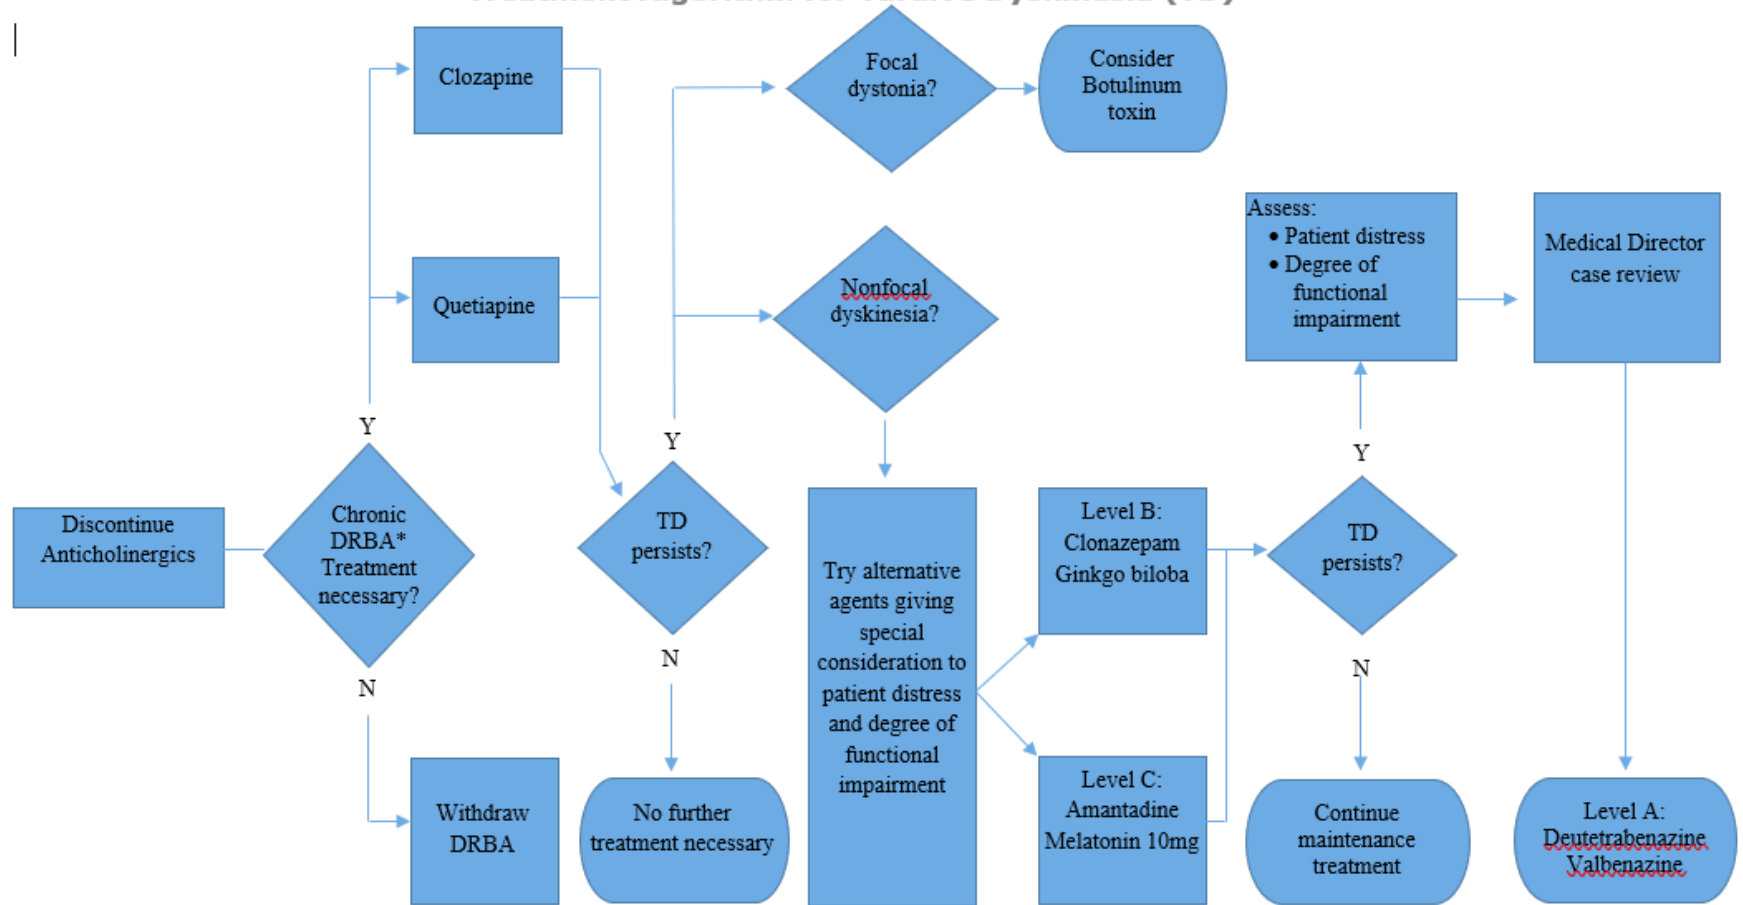 Clozapine
Quetiapine
Y
Discontinue
Anticholinergics
Chronic
DRBA*
Treatment
necessary?
N
Withdraw
DRBA
Y
TD
persists?
N
No further
treatment necessary
Focal
dystonia?
Consider
Botulinum
toxin
Nonfocal
dyskinesia?
Try alternative
agents giving
special
consideration to
patient distress
and degree of
functional
impairment
Level B:
Clonazepam
Ginkgo biloba
Level C:
Amantadine
Melatonin 10mg
Assess:
• Patient distress
• Degree of
functional
impairment
Y
TD
persists?
N
Continue
maintenance
treatment
Medical Director
case review
Level A:
Deutetrabenazine
Valbenazine